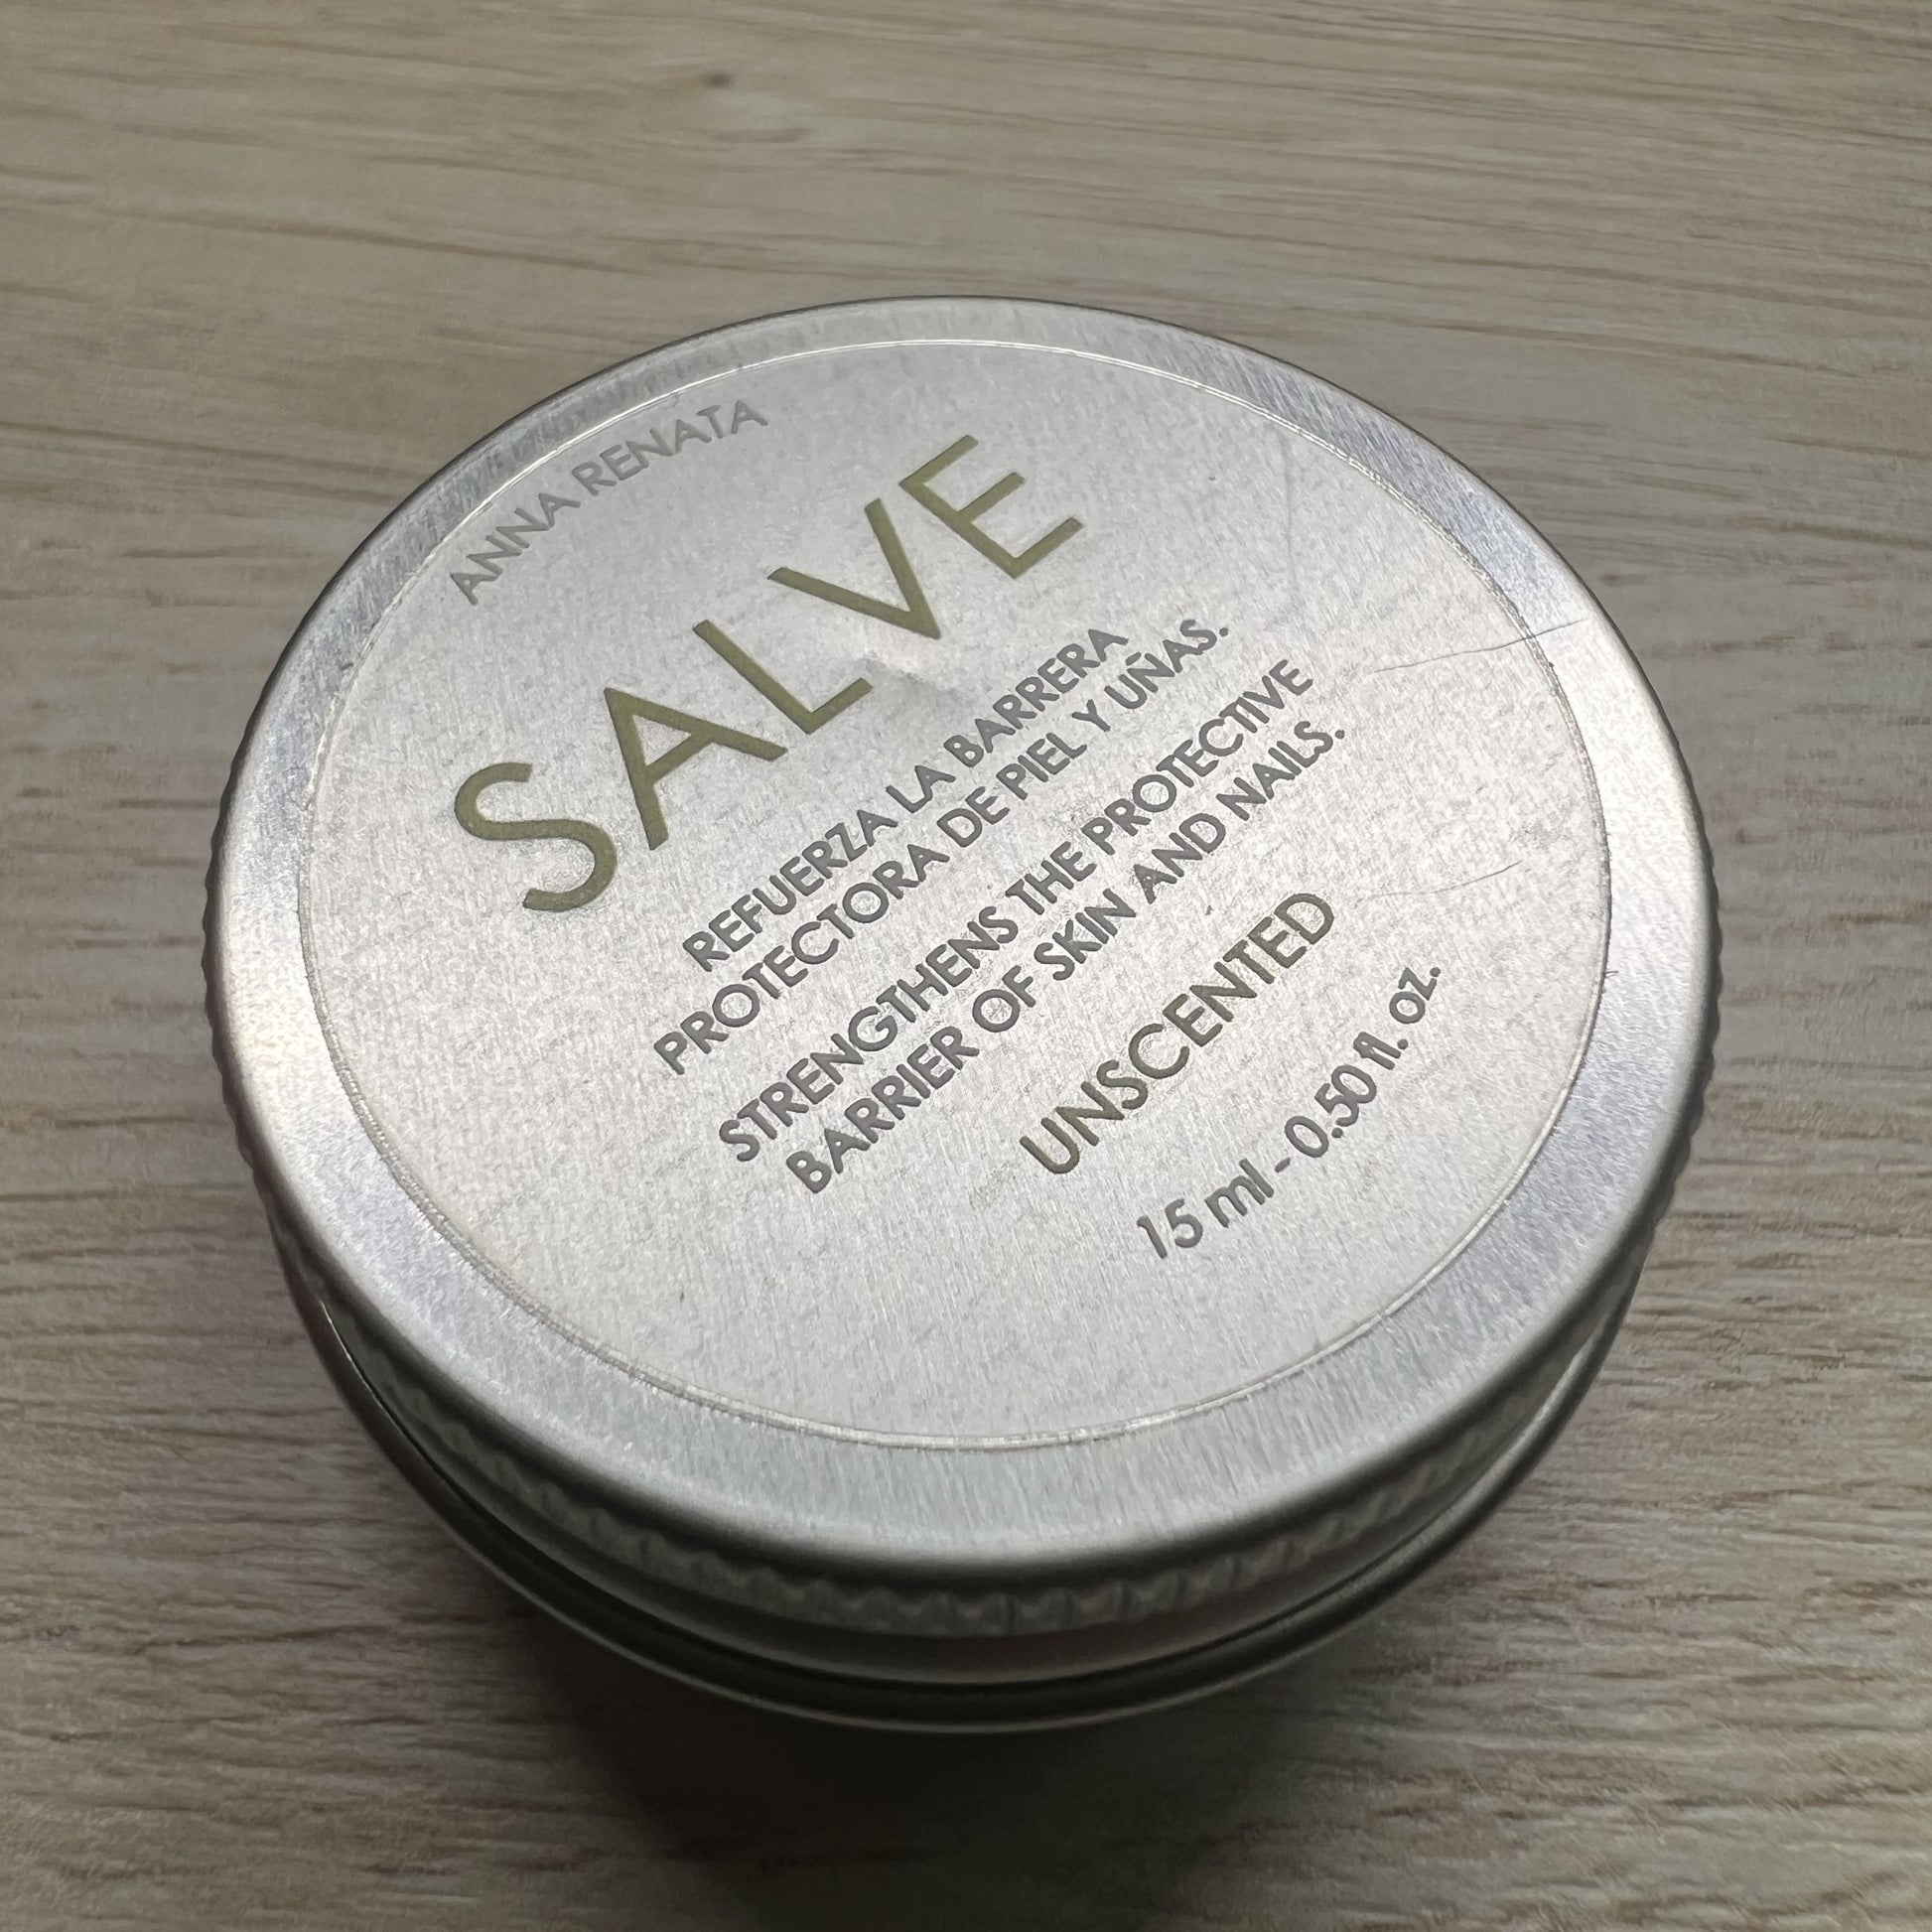 ANNA RENATA
SALVE
REFUERZA LA BARRERA
PROTECTORA DE PIEL Y UÑAS.
STRENGTHENS THE PROTECTIVE
BARRIER OF SKIN AND NAILS.
UNSCENTED
15 ml - 0.50 fl. oz.